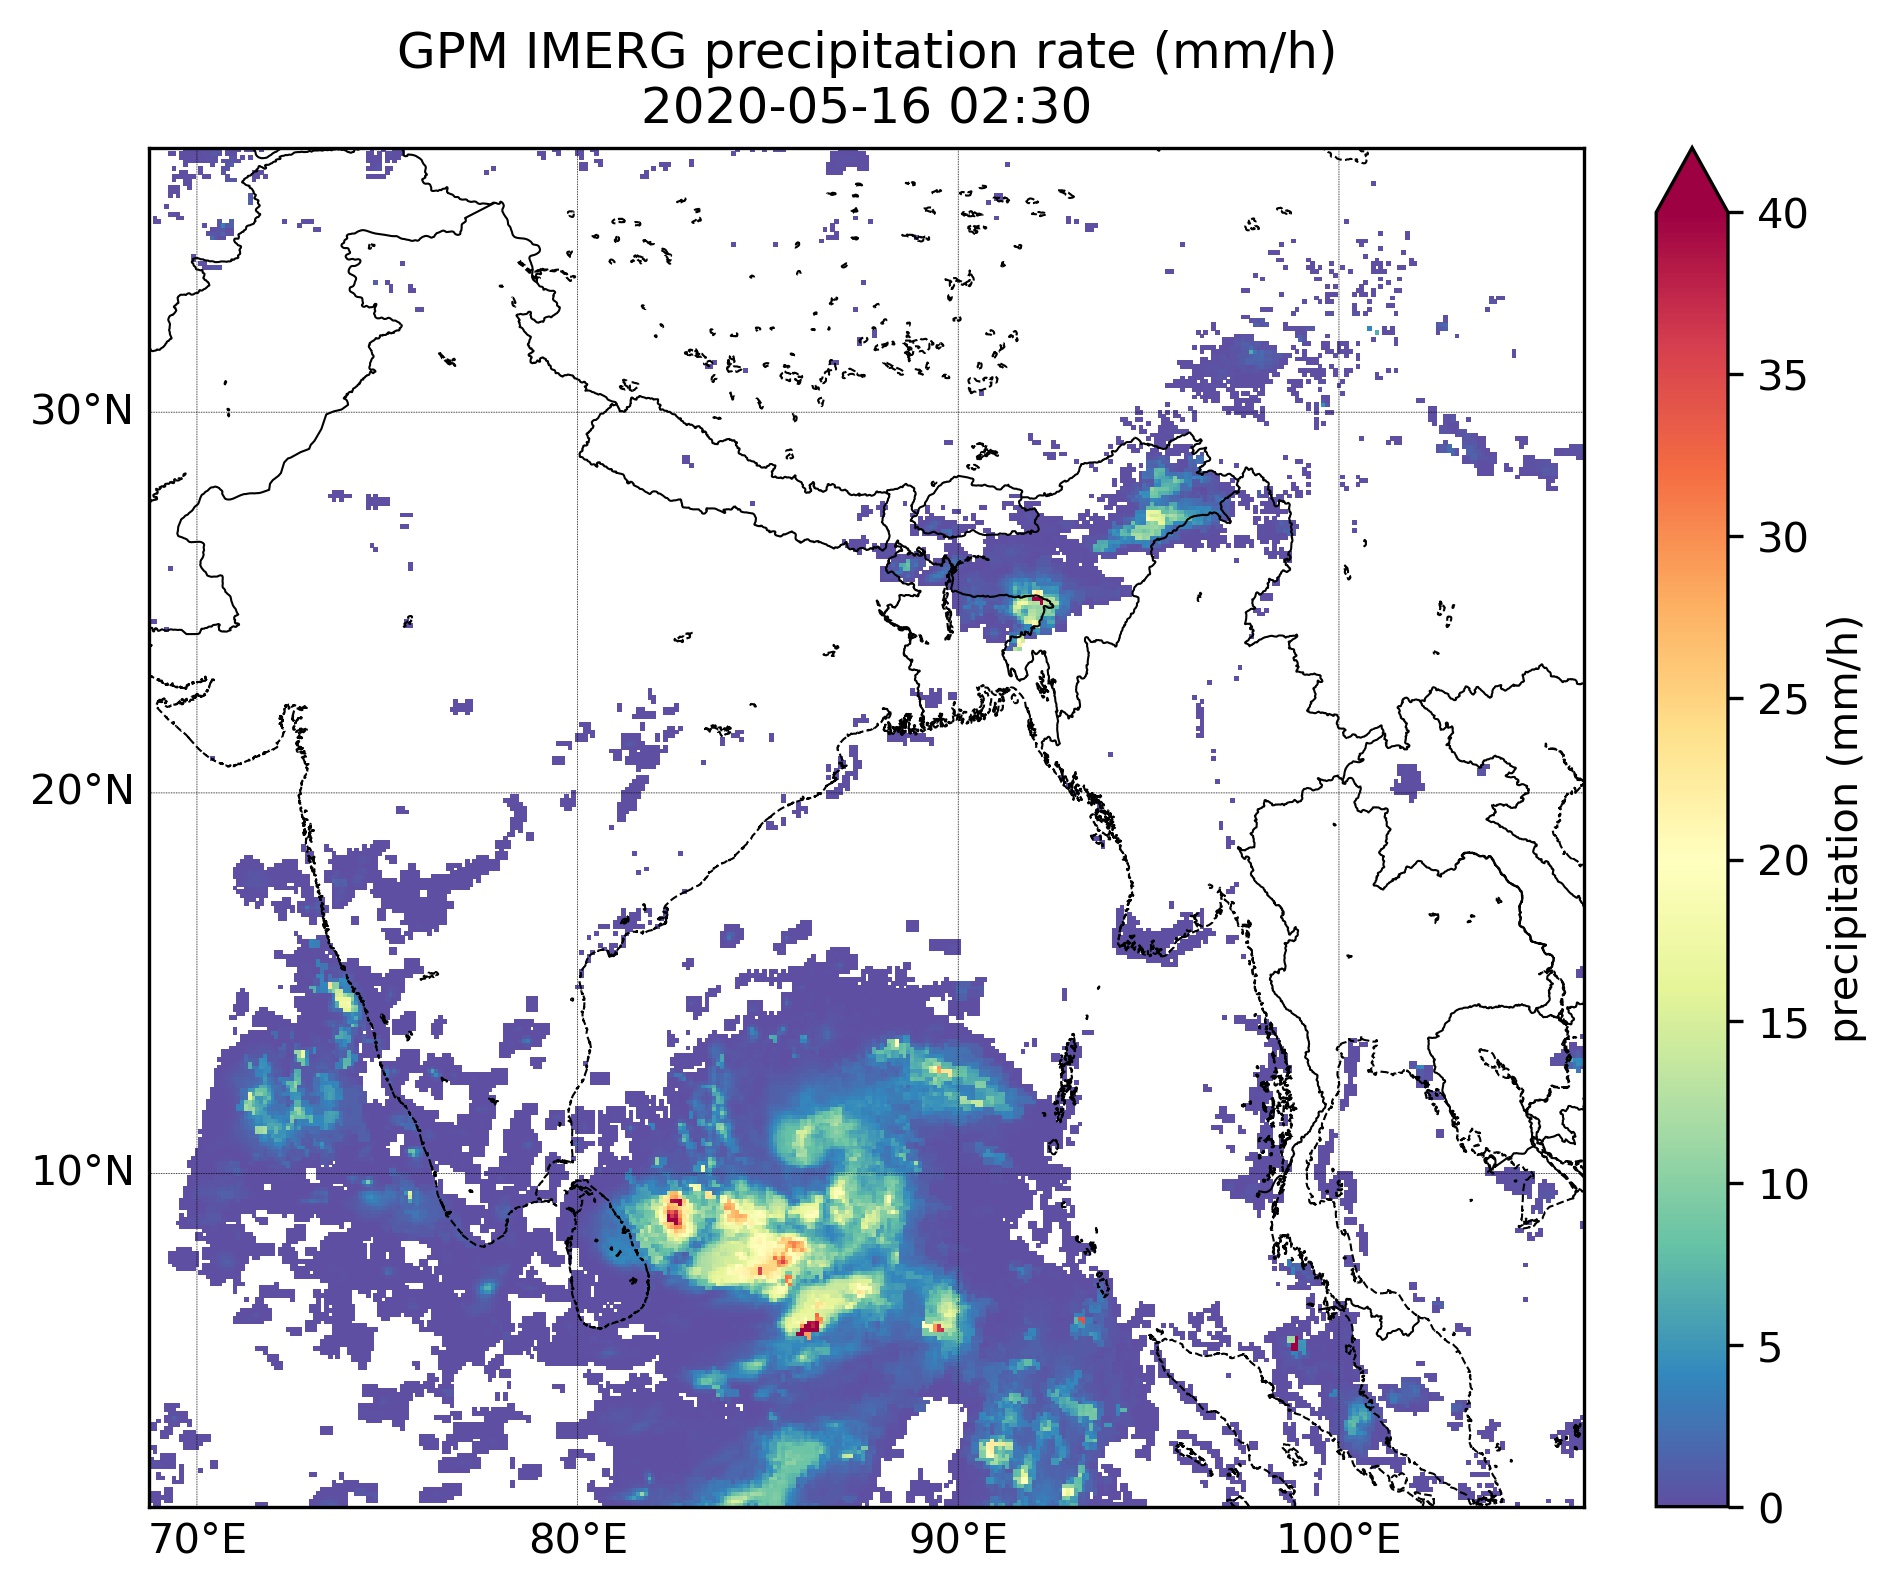 GPM IMERG precipitation rate (mm/h)
2020-05-16 02:30
30°N
20°N
10°N
70°E
80°E
90°E
100°E
40
35
30
25
20
15
10
5
0
precipitation (mm/h)